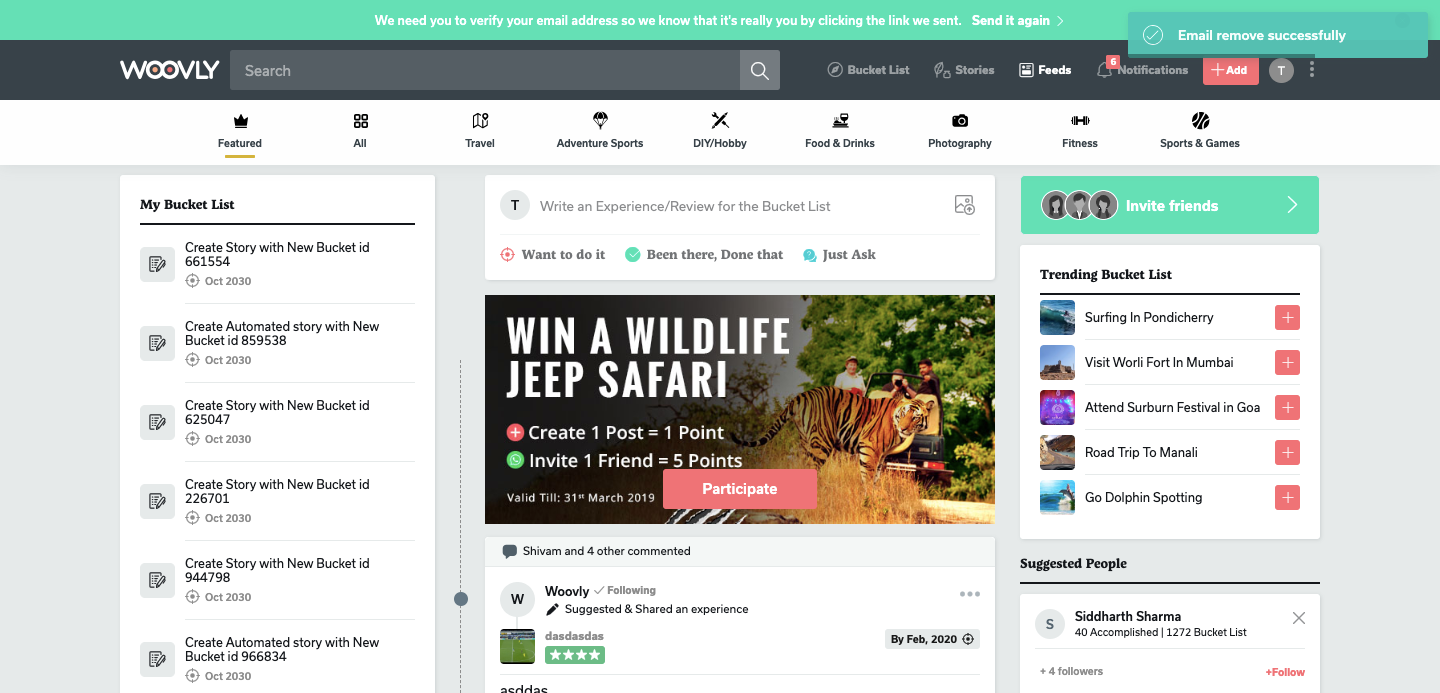 We need you to verify your email address so we know that it's really you by clicking the link we sent. Send it again
Email remove successfully
WOOVLY
Search
Bucket List
Stories
Feeds
6
Notifications
Add
T
Featured
All
Travel
Adventure Sports
DIY/Hobby
Food & Drinks
Photography
Fitness
Sports & Games
My Bucket List
Create Story with New Bucket id
661554
Oct 2030
Create Automated story with New
Bucket id 859538
Oct 2030
Create Story with New Bucket id
625047
Oct 2030
Create Story with New Bucket id
226701
Oct 2030
Create Story with New Bucket id
944798
Oct 2030
Create Automated story with New
Bucket id 966834
Oct 2030
T
Write an Experience/Review for the Bucket List
Want to do it
Been there, Done that
Just Ask
WIN A WILDLIFE
JEEP SAFARI
Create 1 Post = 1 Point
Invite 1 Friend = 5 Points
Valid Till: 31st March 2019
Participate
Shivam and 4 other commented
W
Woovly
Following
Suggested & Shared an experience
dasdasdas
By Feb, 2020
asddas
Invite friends
Trending Bucket List
Surfing In Pondicherry
Visit Worli Fort In Mumbai
Attend Surburn Festival in Goa
Road Trip To Manali
Go Dolphin Spotting
Suggested People
S
Siddharth Sharma
40 Accomplished | 1272 Bucket List
+ 4 followers
+Follow